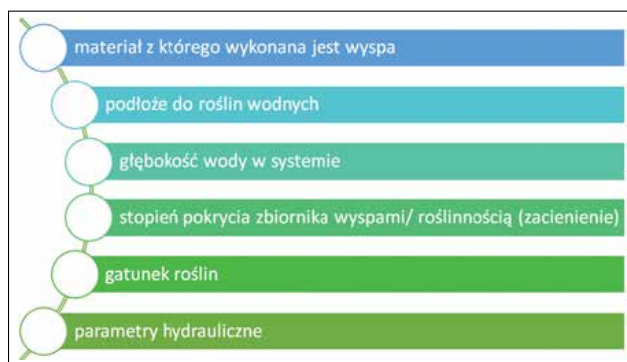 materiał z którego wykonana jest wyspa
podłoże do roślin wodnych
głębokość wody w systemie
stopień pokrycia zbiornika wyspami/ roślinnością (zacienienie)
gatunek roślin
parametry hydrauliczne